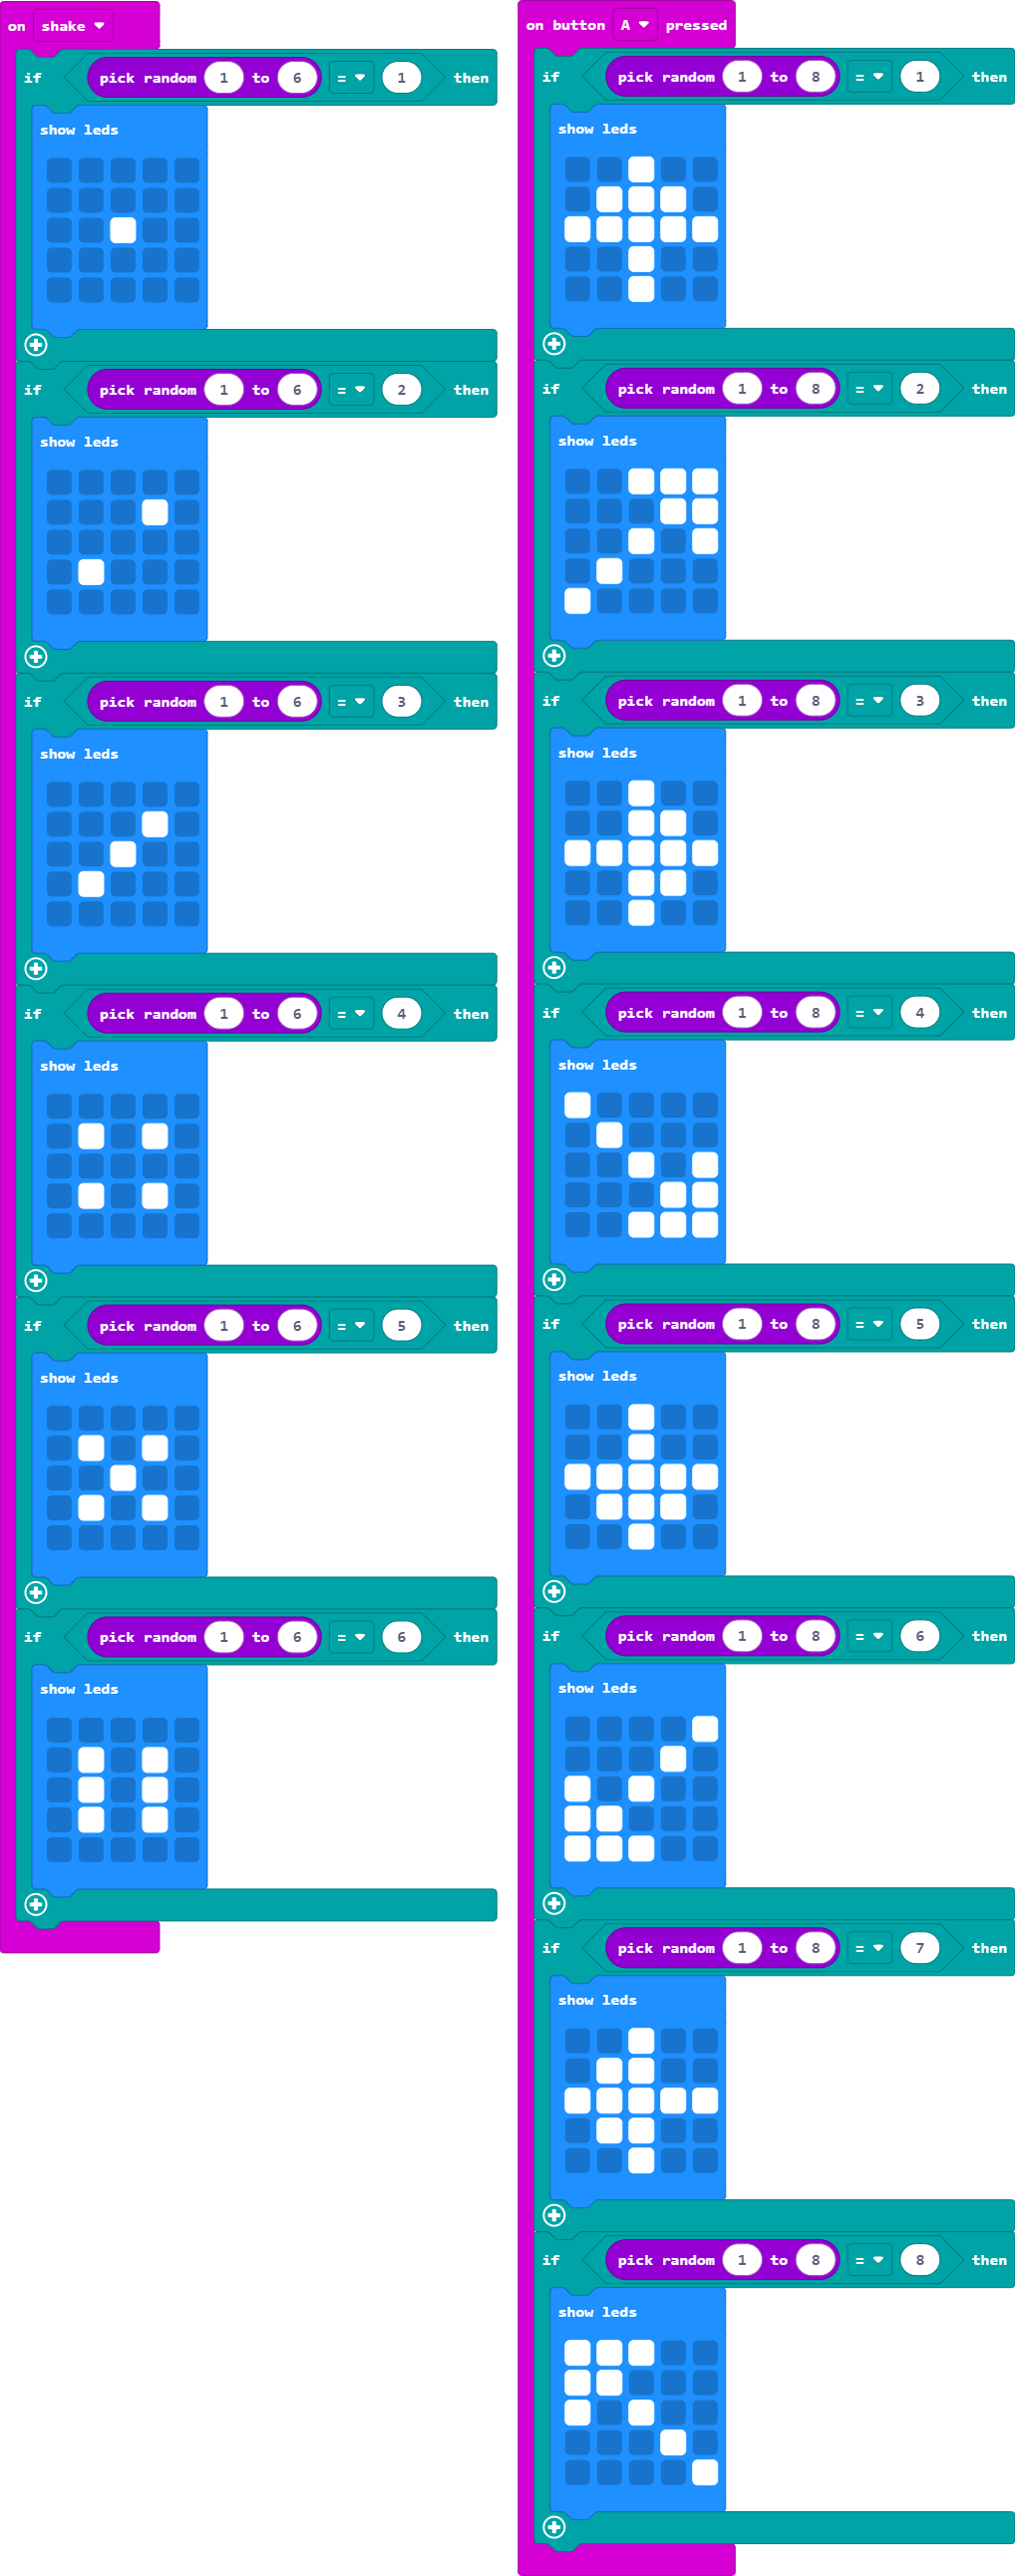 on shake
if pick random 1 to 6 = 1 then
show leds
if pick random 1 to 6 = 2 then
show leds
if pick random 1 to 6 = 3 then
show leds
if pick random 1 to 6 = 4 then
show leds
if pick random 1 to 6 = 5 then
show leds
if pick random 1 to 6 = 6 then
show leds
on button A pressed
if pick random 1 to 8 = 1 then
show leds
if pick random 1 to 8 = 2 then
show leds
if pick random 1 to 8 = 3 then
show leds
if pick random 1 to 8 = 4 then
show leds
if pick random 1 to 8 = 5 then
show leds
if pick random 1 to 8 = 6 then
show leds
if pick random 1 to 8 = 7 then
show leds
if pick random 1 to 8 = 8 then
show leds